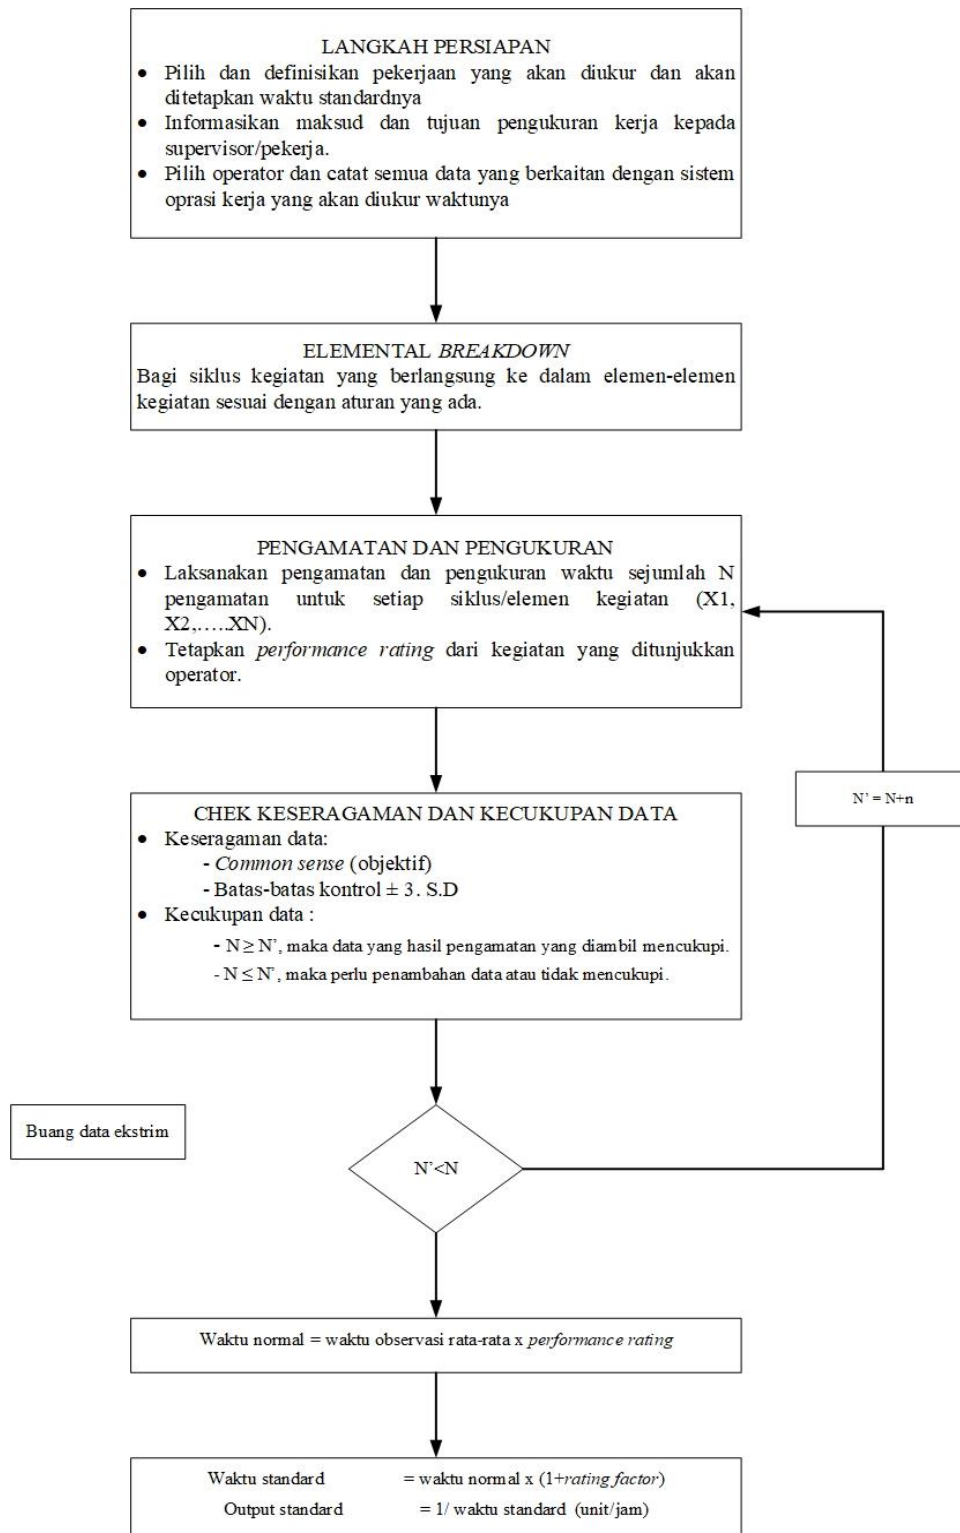 LANGKAH PERSIAPAN
• Pilih dan definisikan pekerjaan yang akan diukur dan akan
ditetapkan waktu standardnya
• Informasikan maksud dan tujuan pengukuran kerja kepada
supervisor/pekerja.
• Pilih operator dan catat semua data yang berkaitan dengan sistem
oprasi kerja yang akan diukur waktunya
ELEMENTAL BREAKDOWN
Bagi siklus kegiatan yang berlangsung ke dalam elemen-elemen
kegiatan sesuai dengan aturan yang ada.
PENGAMATAN DAN PENGUKURAN
• Laksanakan pengamatan dan pengukuran waktu sejumlah N
pengamatan untuk setiap siklus/elemen kegiatan (X1,
X2,…..XN).
• Tetapkan performance rating dari kegiatan yang ditunjukkan
operator.
N’ = N+n
CHEK KESERAGAMAN DAN KECUKUPAN DATA
• Keseragaman data:
- Common sense (objektif)
- Batas-batas kontrol ± 3. S.D
• Kecukupan data :
- N ≥ N’, maka data yang hasil pengamatan yang diambil mencukupi.
- N ≤ N’, maka perlu penambahan data atau tidak mencukupi.
Buang data ekstrim
N’<N
Waktu normal = waktu observasi rata-rata x performance rating
Waktu standard = waktu normal x (1+rating factor)
Output standard = 1/ waktu standard (unit/jam)